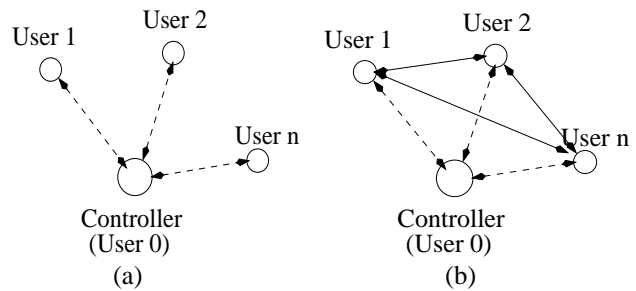 User 1
User 2
User n
Controller
(User 0)
(a)
User 1
User 2
User n
Controller
(User 0)
(b)